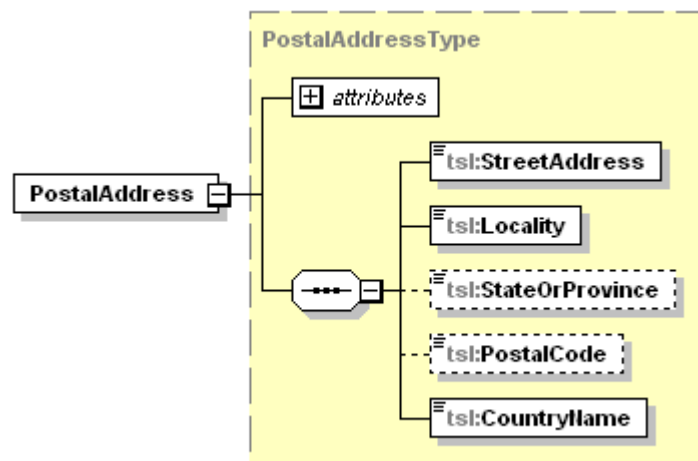 PostalAddressType
attributes
PostalAddress
tsl:StreetAddress
tsl:Locality
tsl:StateOrProvince
tsl:PostalCode
tsl:CountryName